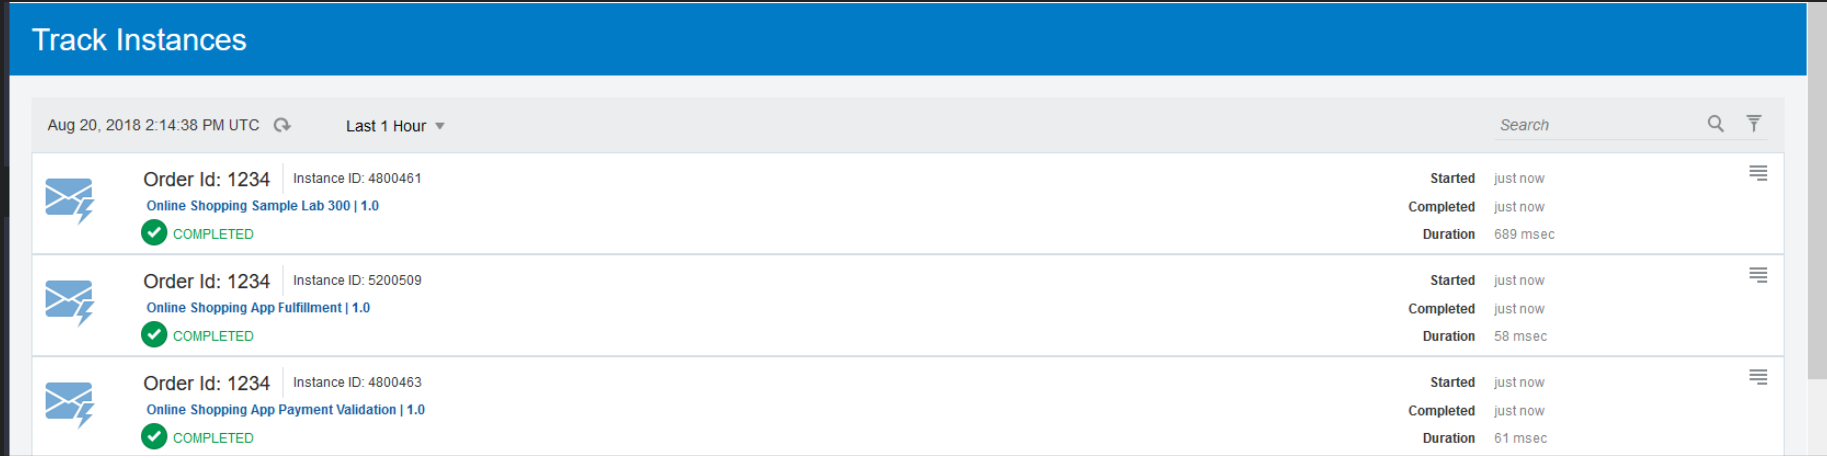 Track Instances
Aug 20, 2018 2:14:38 PM UTC Last 1 Hour Search
Order Id: 1234 Instance ID: 4800461 Started just now
Online Shopping Sample Lab 300 | 1.0 Completed just now
COMPLETED Duration 689 msec
Order Id: 1234 Instance ID: 5200509 Started just now
Online Shopping App Fulfillment | 1.0 Completed just now
COMPLETED Duration 58 msec
Order Id: 1234 Instance ID: 4800463 Started just now
Online Shopping App Payment Validation | 1.0 Completed just now
COMPLETED Duration 61 msec